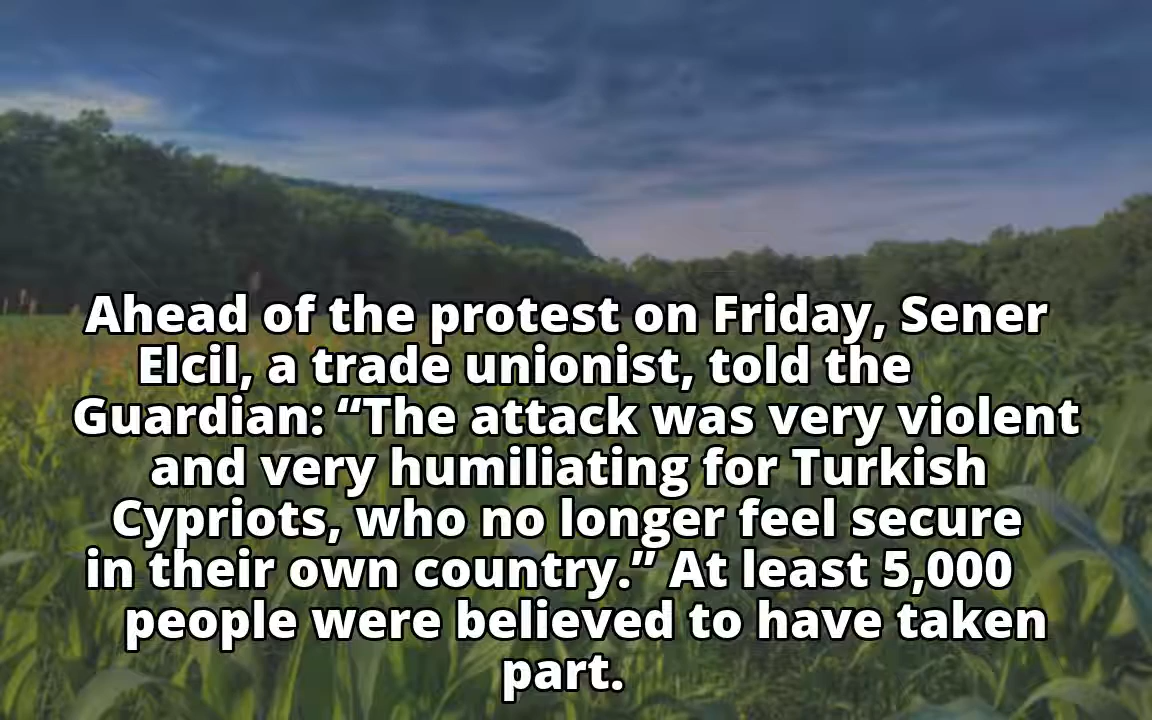 Ahead of the protest on Friday, Sener
Elcil, a trade unionist, told the
Guardian: “The attack was very violent
and very humiliating for Turkish
Cypriots, who no longer feel secure
in their own country.” At least 5,000
people were believed to have taken
part.